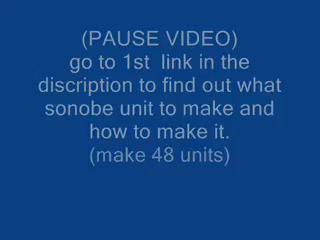 (PAUSE VIDEO)
go to 1st link in the
discription to find out what
sonobe unit to make and
how to make it.
(make 48 units)